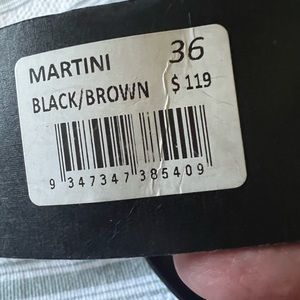 MARTINI 36
BLACK/BROWN $ 119
9 347347 385409